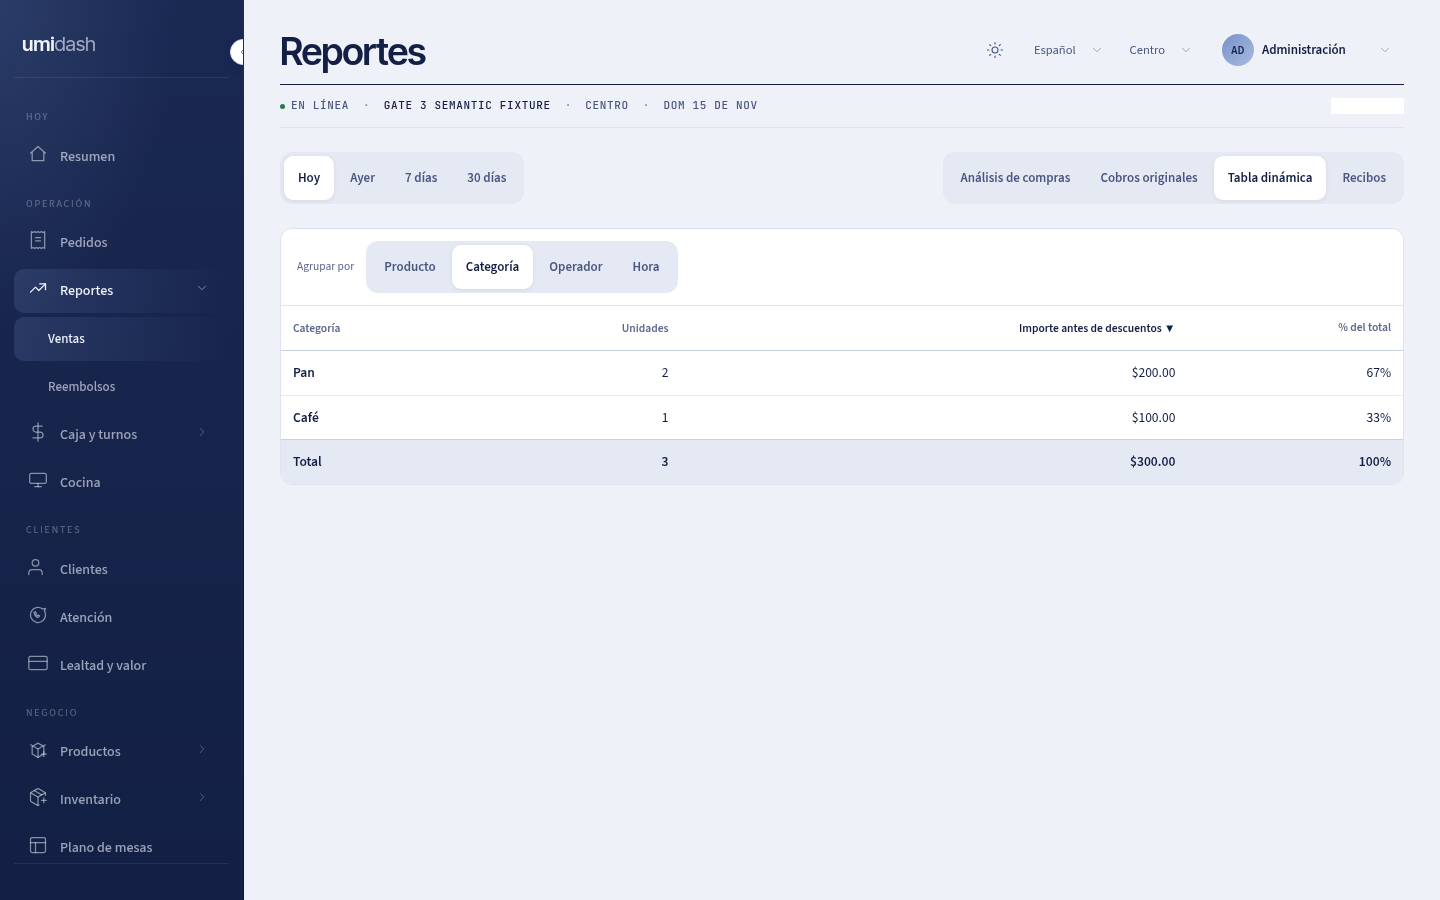 umidash
HOY
Resumen
OPERACIÓN
Pedidos
Reportes
Ventas
Reembolsos
Caja y turnos
Cocina
CLIENTES
Clientes
Atención
Lealtad y valor
NEGOCIO
Productos
Inventario
Plano de mesas
Reportes
Español
Centro
AD
Administración
EN LÍNEA · GATE 3 SEMANTIC FIXTURE · CENTRO · DOM 15 DE NOV
Hoy Ayer 7 días 30 días
Análisis de compras Cobros originales Tabla dinámica Recibos
Agrupar por Producto Categoría Operador Hora
Categoría Unidades Importe antes de descuentos ▼ % del total
Pan 2 $200.00 67%
Café 1 $100.00 33%
Total 3 $300.00 100%